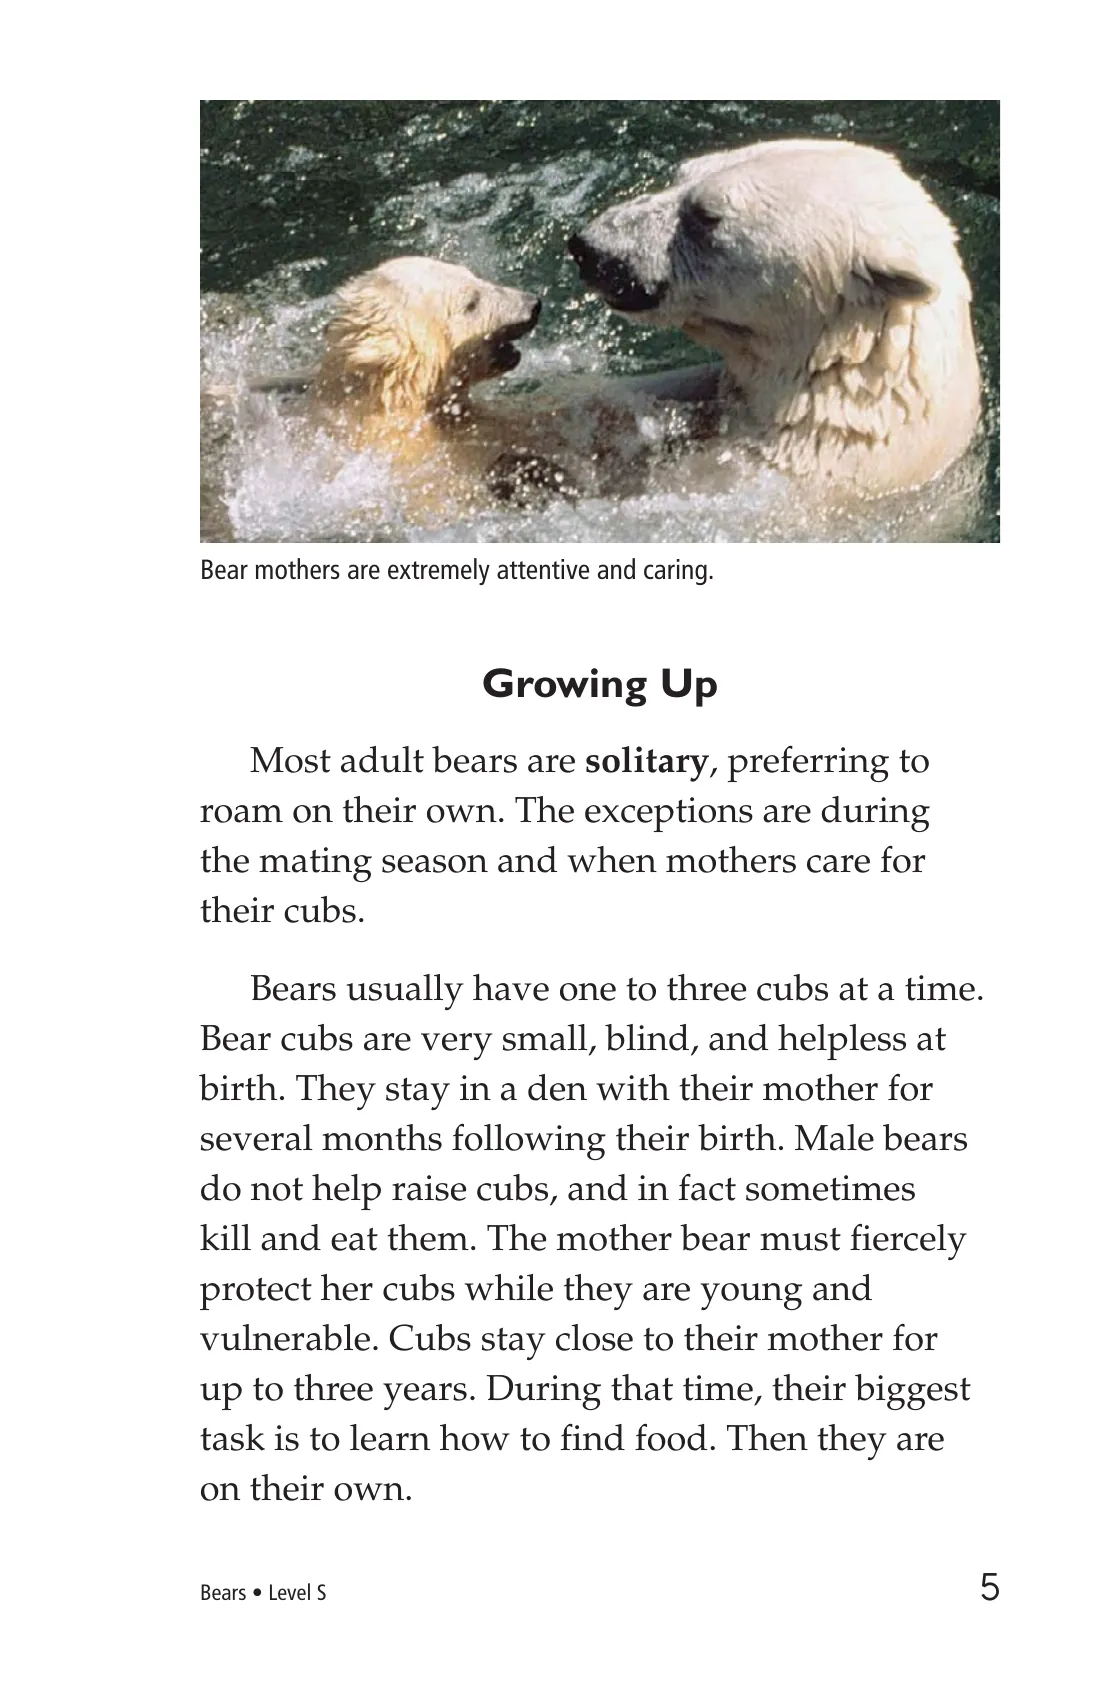 Bear mothers are extremely attentive and caring.
Growing Up
Most adult bears are solitary, preferring to
roam on their own. The exceptions are during
the mating season and when mothers care for
their cubs.
Bears usually have one to three cubs at a time.
Bear cubs are very small, blind, and helpless at
birth. They stay in a den with their mother for
several months following their birth. Male bears
do not help raise cubs, and in fact sometimes
kill and eat them. The mother bear must fiercely
protect her cubs while they are young and
vulnerable. Cubs stay close to their mother for
up to three years. During that time, their biggest
task is to learn how to find food. Then they are
on their own.
Bears • Level S 5